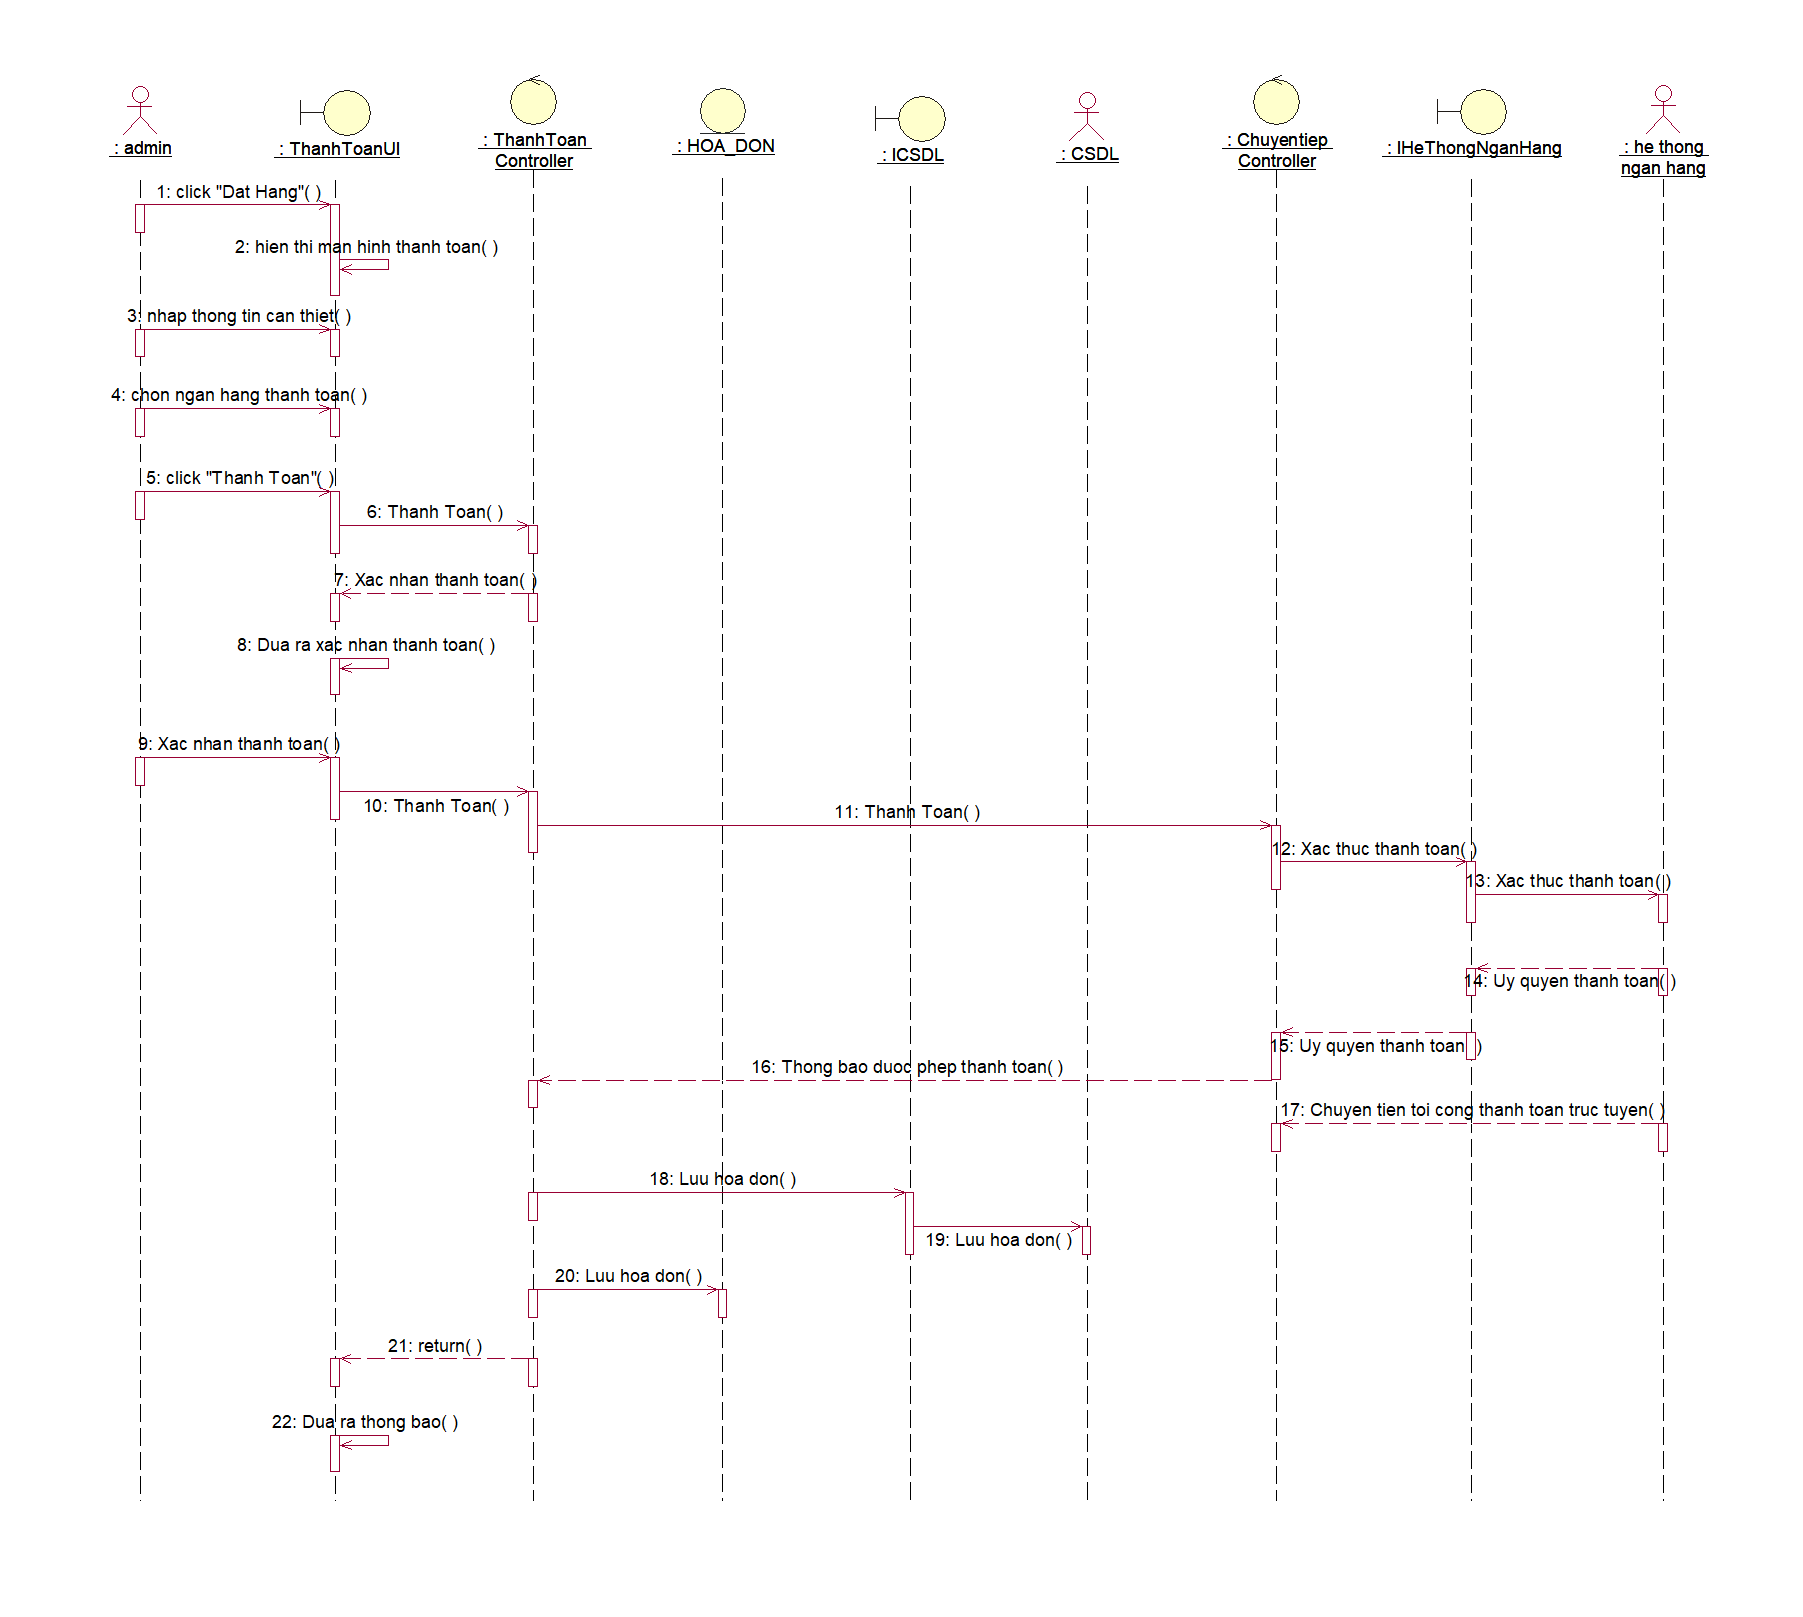 : admin
: ThanhToanUI
: ThanhToan
Controller
: HOA_DON
: ICSDL
: CSDL
: Chuyentiep
Controller
: IHeThongNganHang
: he thong
ngan hang
1: click "Dat Hang"( )
2: hien thi man hinh thanh toan( )
3: nhap thong tin can thiet( )
4: chon ngan hang thanh toan( )
5: click "Thanh Toan"( )
6: Thanh Toan( )
7: Xac nhan thanh toan( )
8: Dua ra xac nhan thanh toan( )
9: Xac nhan thanh toan( )
10: Thanh Toan( )
11: Thanh Toan( )
12: Xac thuc thanh toan( )
13: Xac thuc thanh toan( )
14: Uy quyen thanh toan( )
15: Uy quyen thanh toan( )
16: Thong bao duoc phep thanh toan( )
17: Chuyen tien toi cong thanh toan truc tuyen( )
18: Luu hoa don( )
19: Luu hoa don( )
20: Luu hoa don( )
21: return( )
22: Dua ra thong bao( )